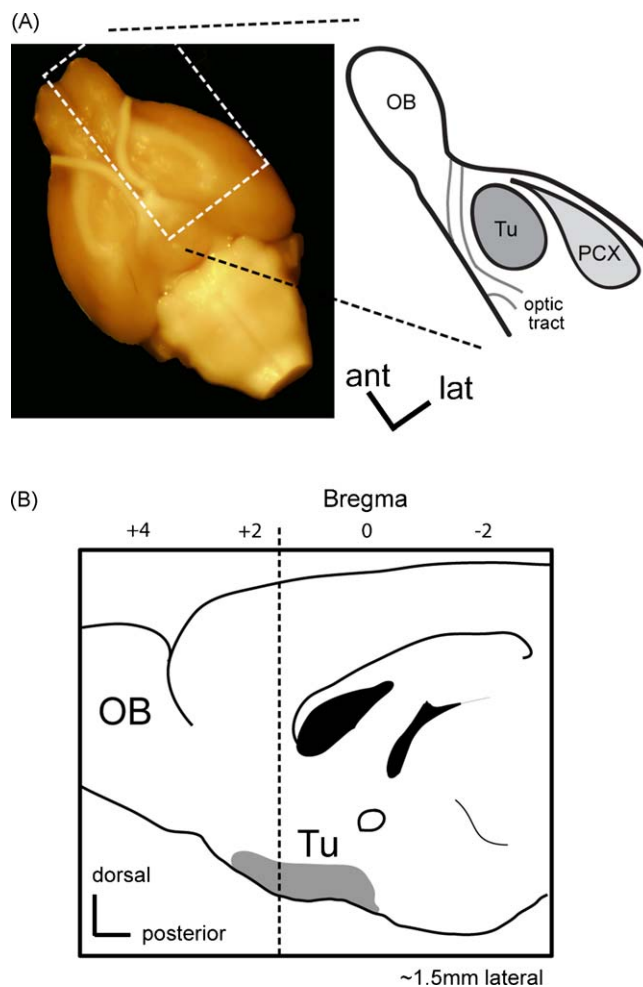 (A)
OB
Tu
PCX
optic
tract
ant
lat
(B)
Bregma
+4
+2
0
-2
OB
Tu
dorsal
posterior
~1.5mm lateral